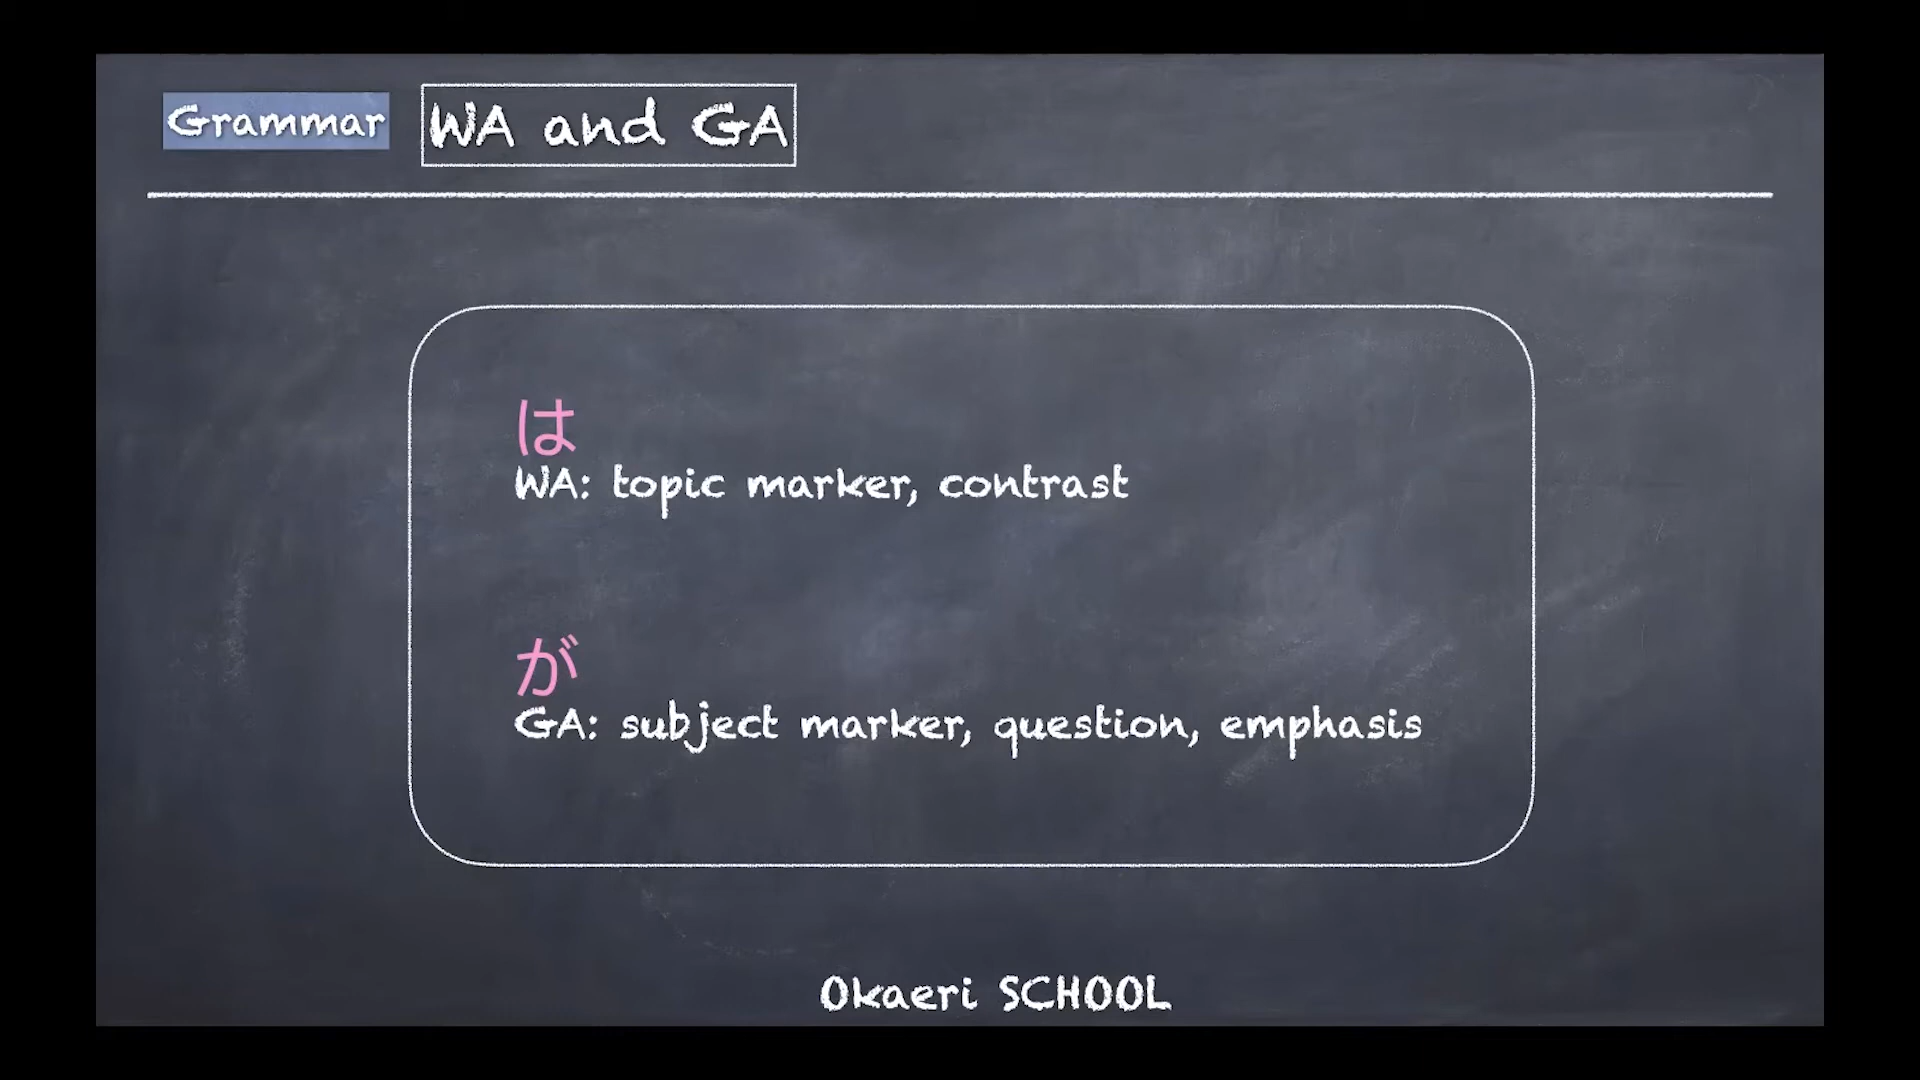 Grammar
WA and GA
は
WA: topic marker, contrast
が
GA: subject marker, question, emphasis
Okaeri SCHOOL